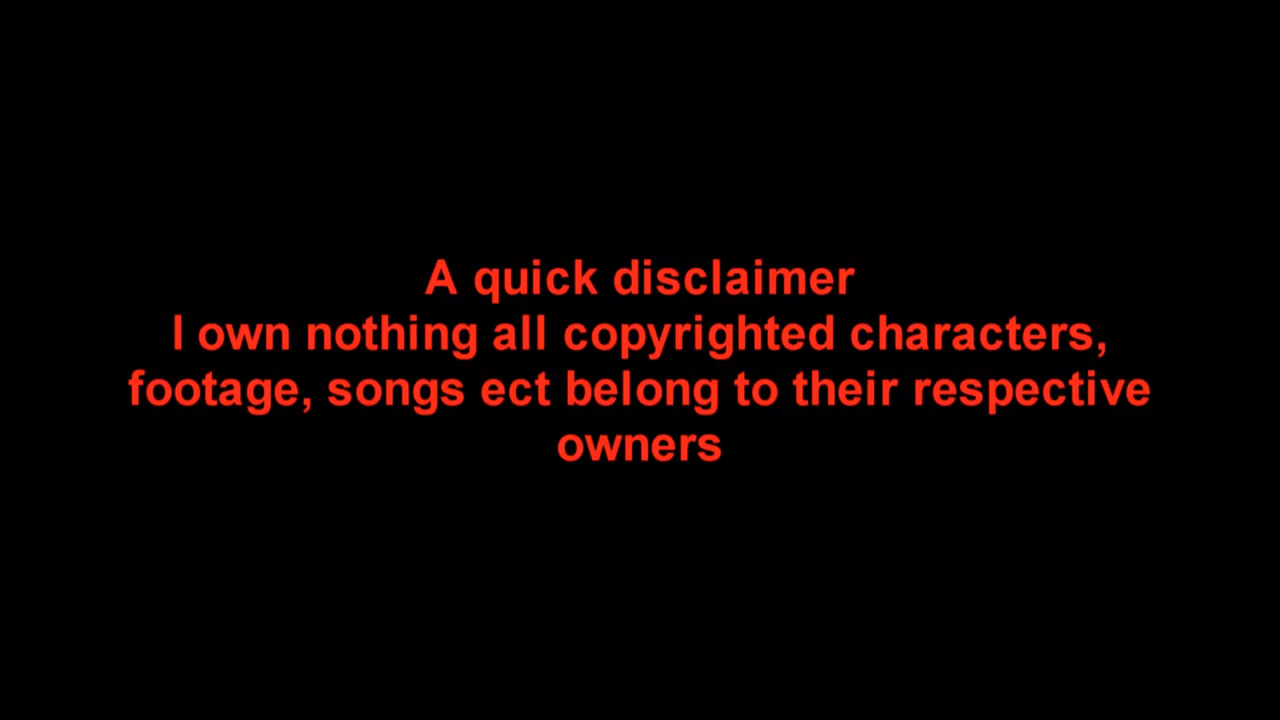 A quick disclaimer
I own nothing all copyrighted characters,
footage, songs ect belong to their respective
owners